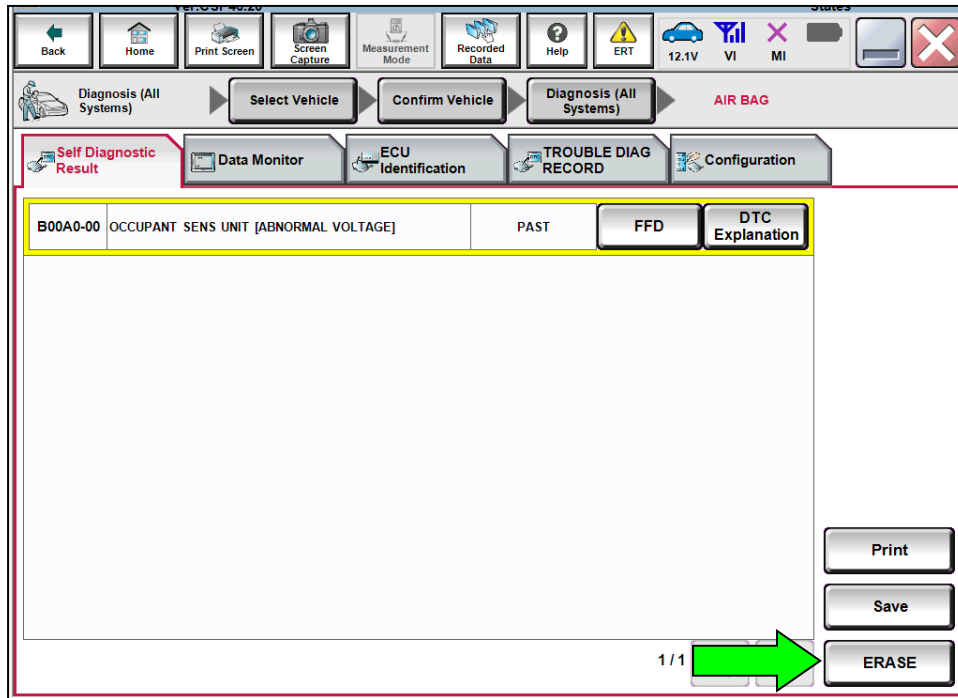 Back
Home
Print Screen
Screen
Capture
Measurement
Mode
Recorded
Data
Help
ERT
12.1V
VI
MI
Diagnosis (All
Systems)
Select Vehicle
Confirm Vehicle
Diagnosis (All
Systems)
AIR BAG
Self Diagnostic
Result
Data Monitor
ECU
Identification
TROUBLE DIAG
RECORD
Configuration
B00A0-00
OCCUPANT SENS UNIT [ABNORMAL VOLTAGE]
PAST
FFD
DTC
Explanation
Print
Save
1 / 1
ERASE